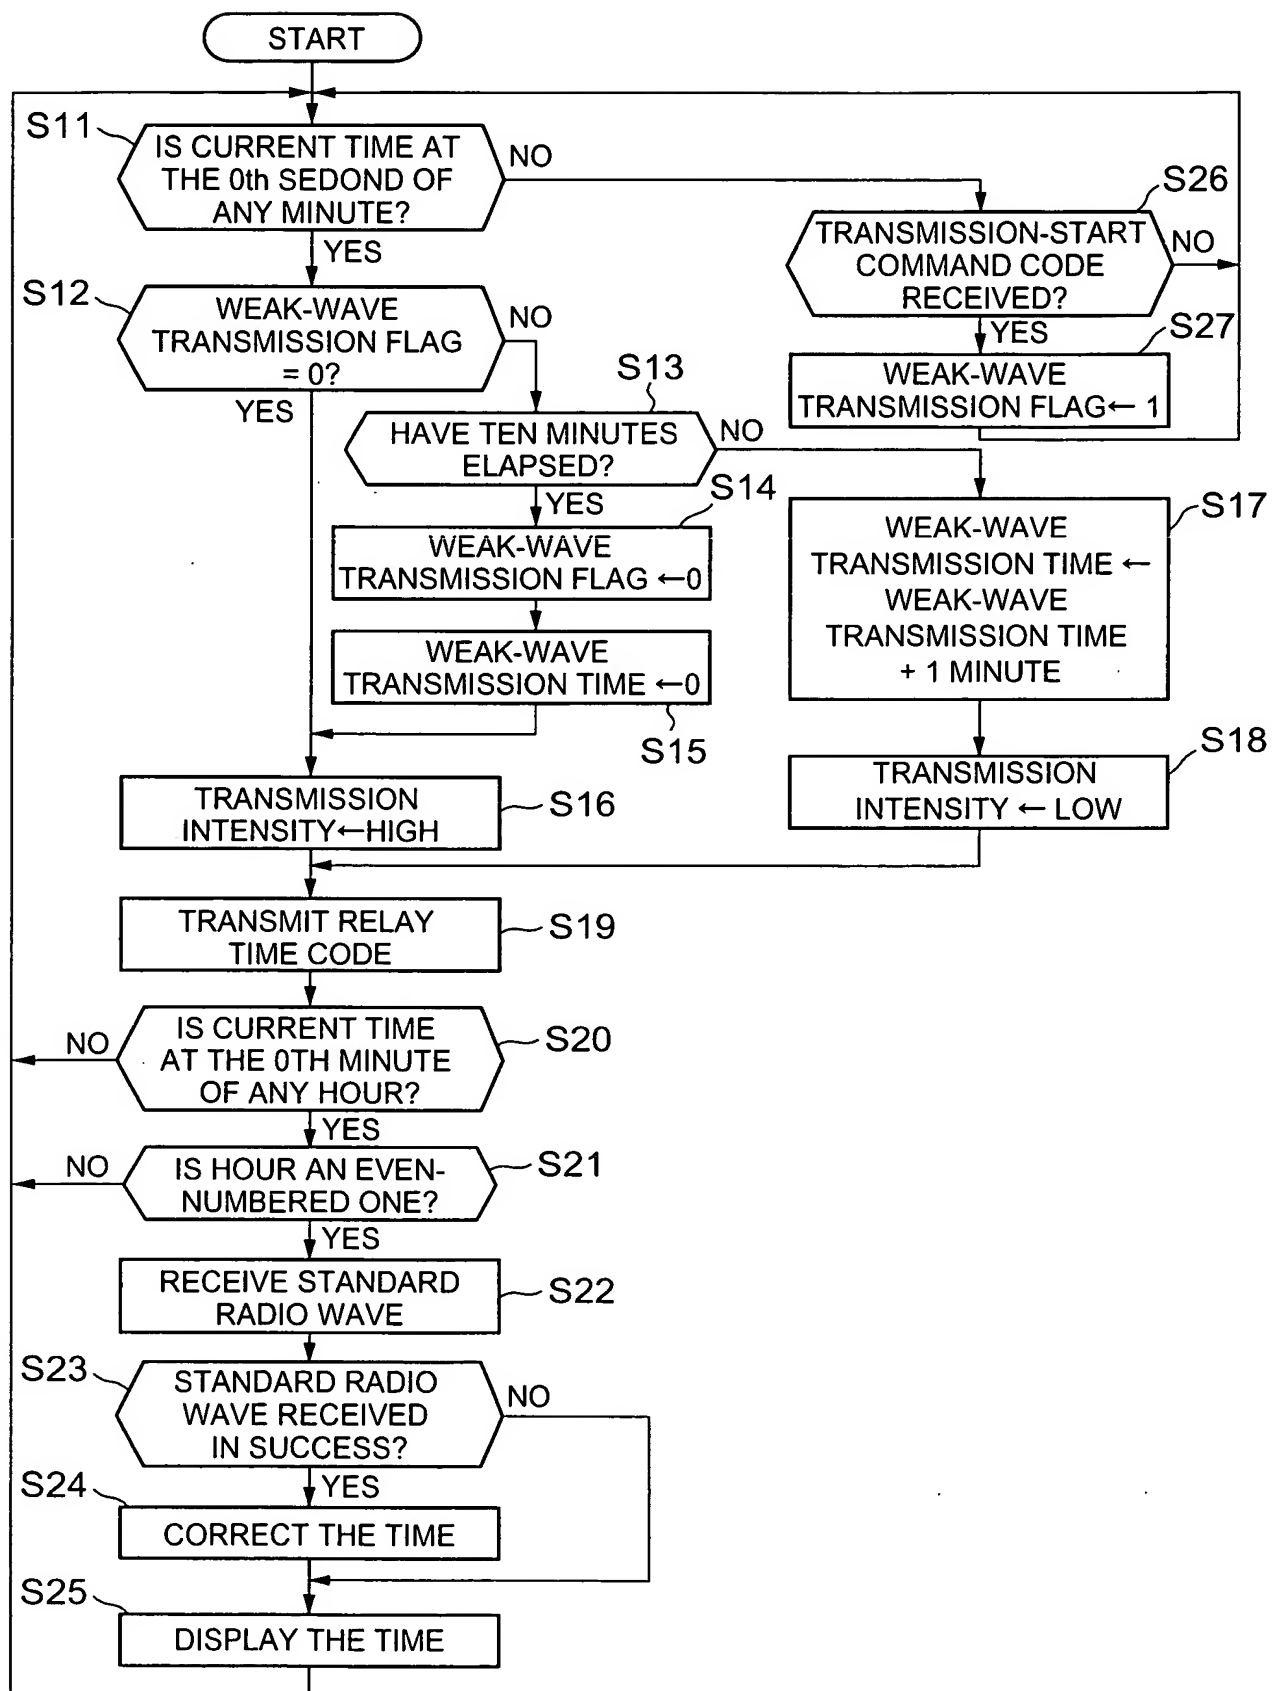 START
S11
IS CURRENT TIME AT
THE 0th SEDOND OF
ANY MINUTE?
NO
YES
S26
TRANSMISSION-START
COMMAND CODE
RECEIVED?
NO
YES
S27
WEAK-WAVE
TRANSMISSION FLAG← 1
S12
WEAK-WAVE
TRANSMISSION FLAG
= 0?
NO
YES
S13
HAVE TEN MINUTES
ELAPSED?
NO
YES
S14
WEAK-WAVE
TRANSMISSION FLAG ←0
WEAK-WAVE
TRANSMISSION TIME ←0
S15
S17
WEAK-WAVE
TRANSMISSION TIME ←
WEAK-WAVE
TRANSMISSION TIME
+ 1 MINUTE
S18
TRANSMISSION
INTENSITY ← LOW
TRANSMISSION
INTENSITY←HIGH
S16
TRANSMIT RELAY
TIME CODE
S19
IS CURRENT TIME
AT THE 0TH MINUTE
OF ANY HOUR?
S20
NO
YES
IS HOUR AN EVEN-
NUMBERED ONE?
S21
NO
YES
RECEIVE STANDARD
RADIO WAVE
S22
S23
STANDARD RADIO
WAVE RECEIVED
IN SUCCESS?
NO
YES
S24
CORRECT THE TIME
S25
DISPLAY THE TIME